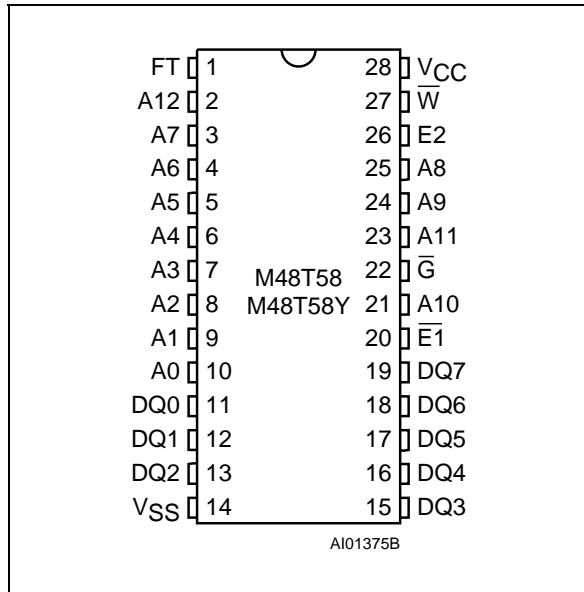 FT 1 28 VCC
A12 2 27 W̅
A7 3 26 E2
A6 4 25 A8
A5 5 24 A9
A4 6 23 A11
A3 7 22 G̅
A2 8 21 A10
A1 9 20 E̅1̅
A0 10 19 DQ7
DQ0 11 18 DQ6
DQ1 12 17 DQ5
DQ2 13 16 DQ4
VSS 14 15 DQ3
M48T58
M48T58Y
AI01375B